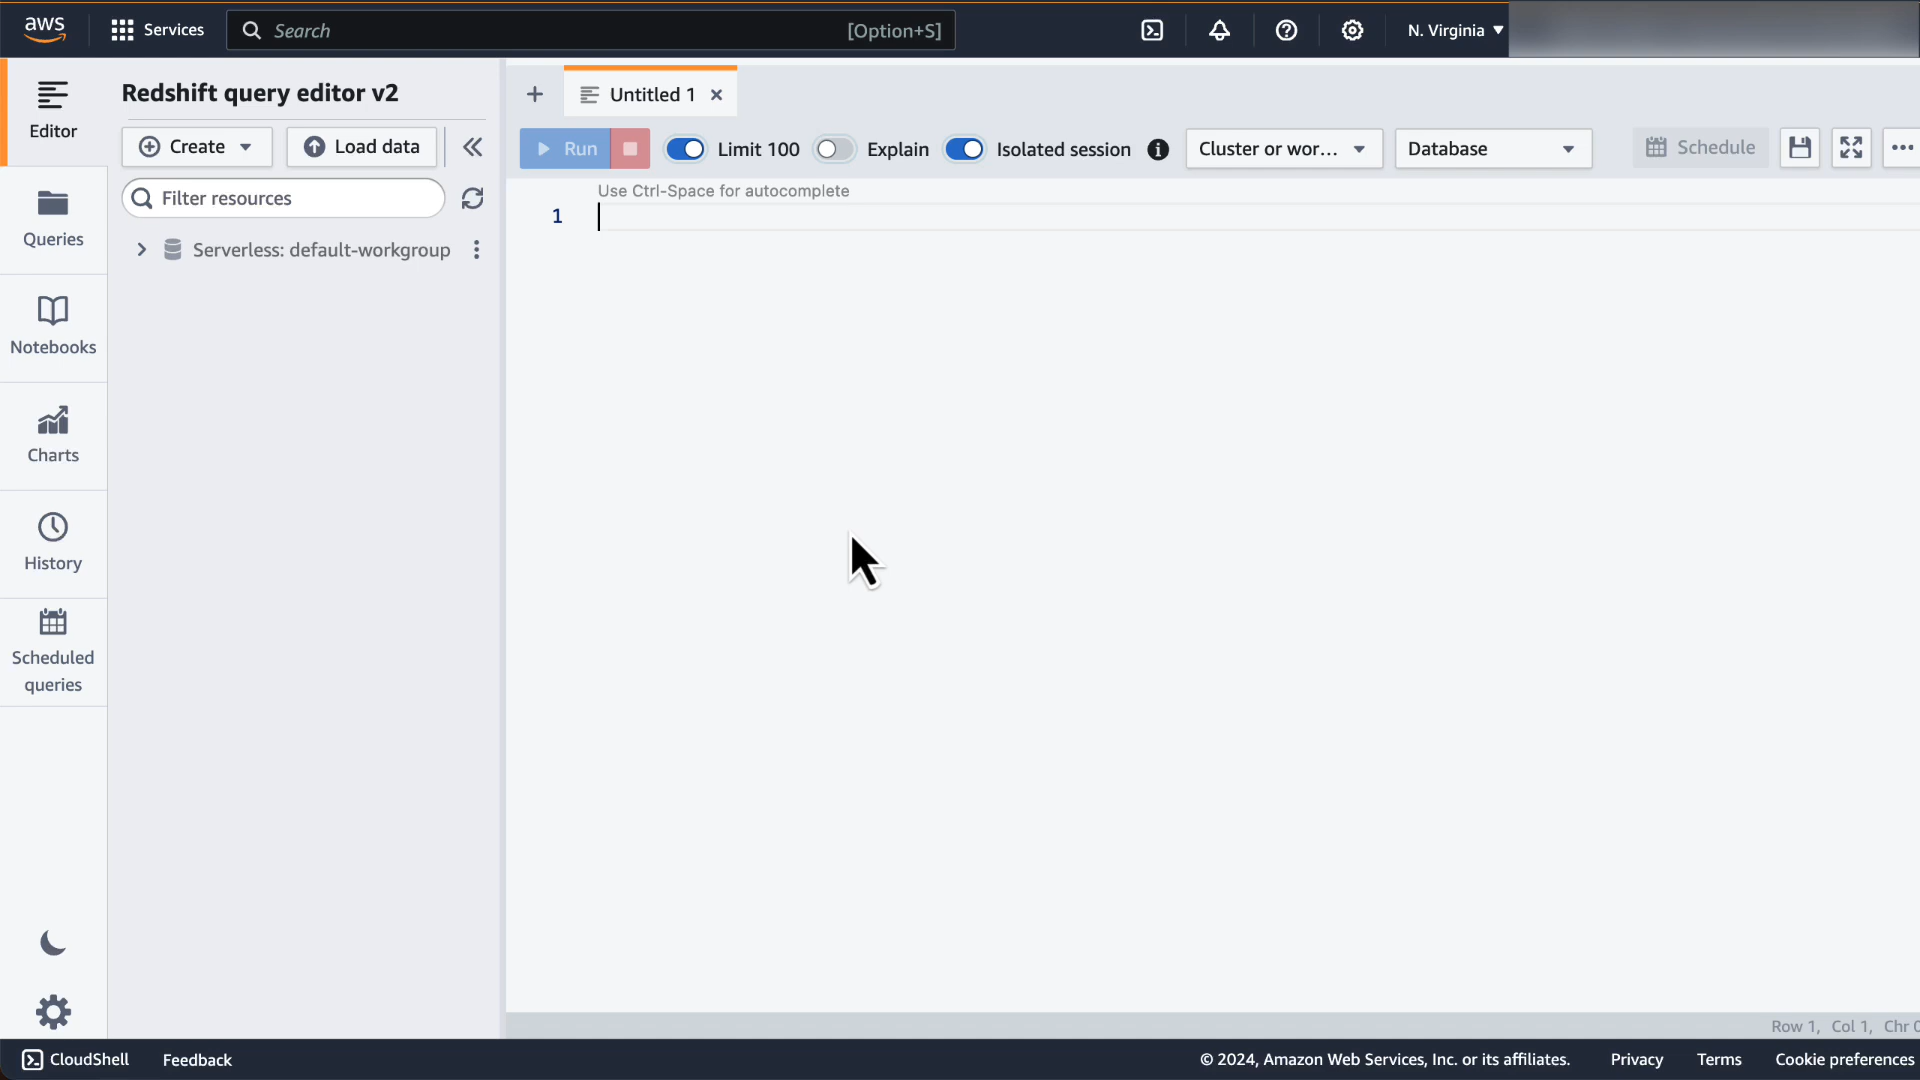 aws Services Search [Option+S] N. Virginia
Redshift query editor v2
Editor
Create Load data
Filter resources
Serverless: default-workgroup
Queries
Notebooks
Charts
History
Scheduled
queries
Untitled 1
Run Limit 100 Explain Isolated session Cluster or wor... Database Schedule
Use Ctrl-Space for autocomplete
1
Row 1, Col 1, Chr
CloudShell Feedback © 2024, Amazon Web Services, Inc. or its affiliates. Privacy Terms Cookie preferences